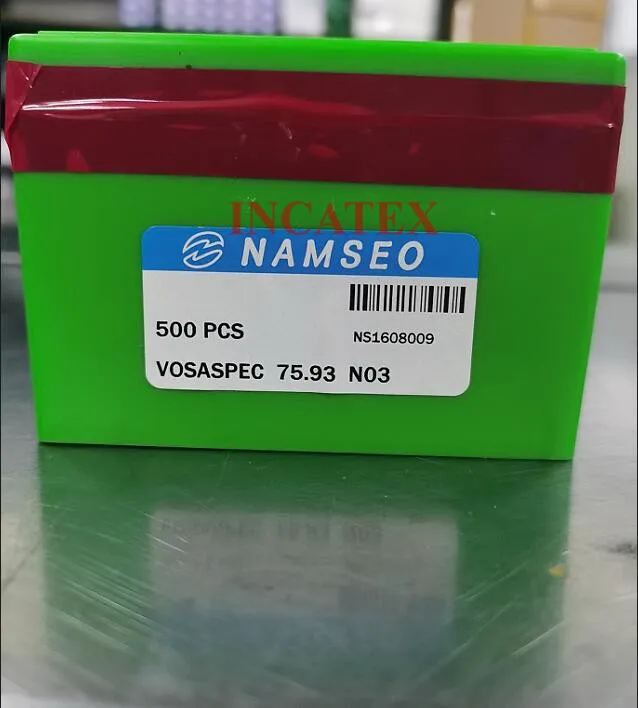 INCATEX
NAMSEO
500 PCS
NS1608009
VOSASPEC 75.93 N03